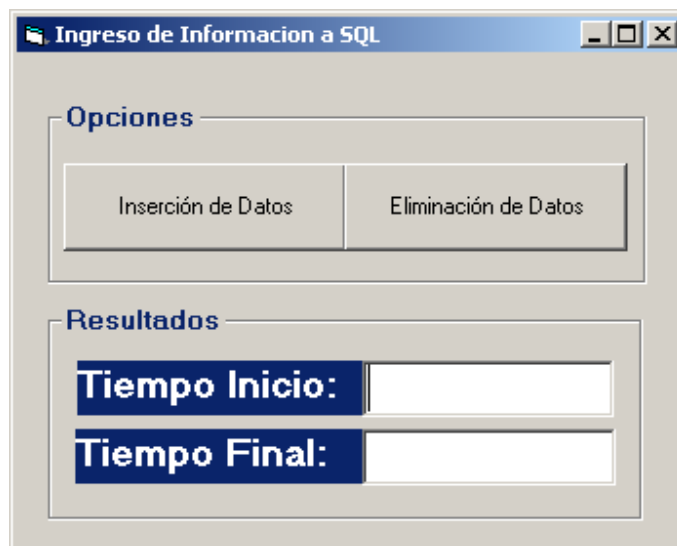 Ingreso de Informacion a SQL
Opciones
Inserción de Datos
Eliminación de Datos
Resultados
Tiempo Inicio:
Tiempo Final: